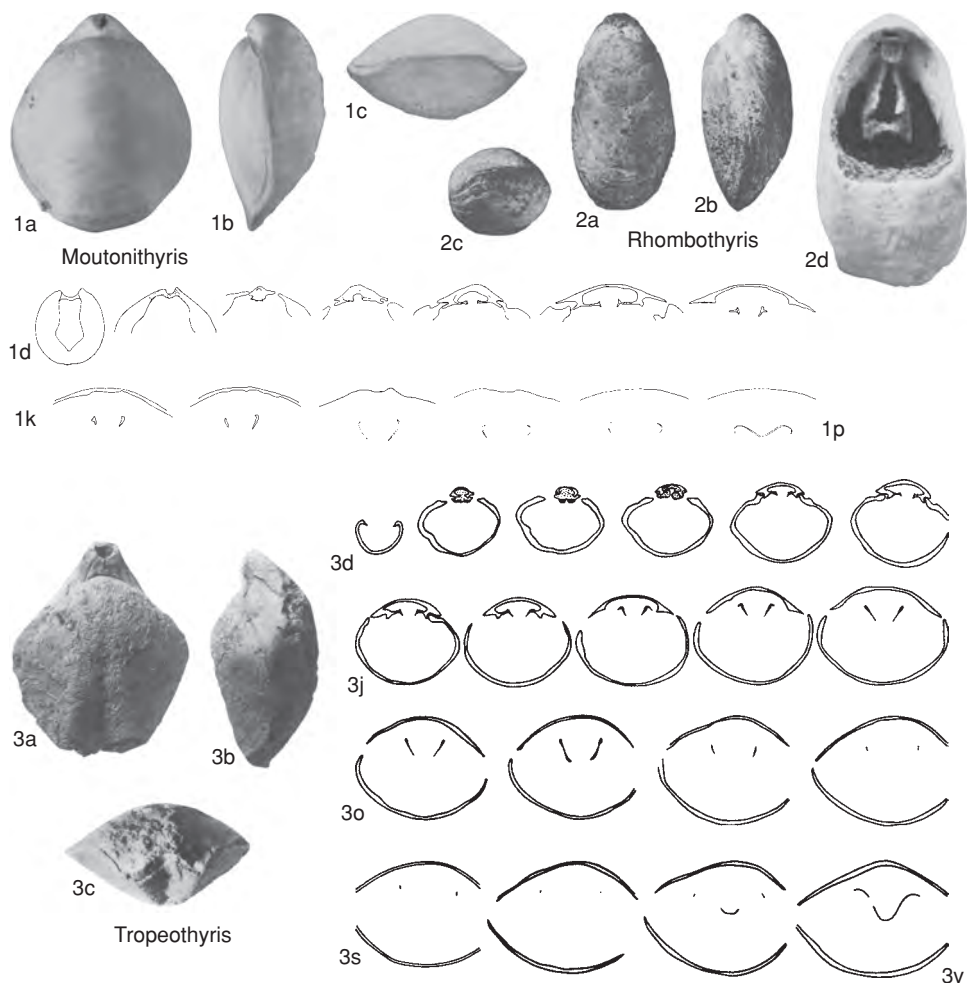 1a
1b
1c
2c
2a
2b
2d
Moutonithyris
Rhombothyris
1d
1k
1p
3d
3a
3b
3j
3o
3c
Tropeothyris
3s
3v